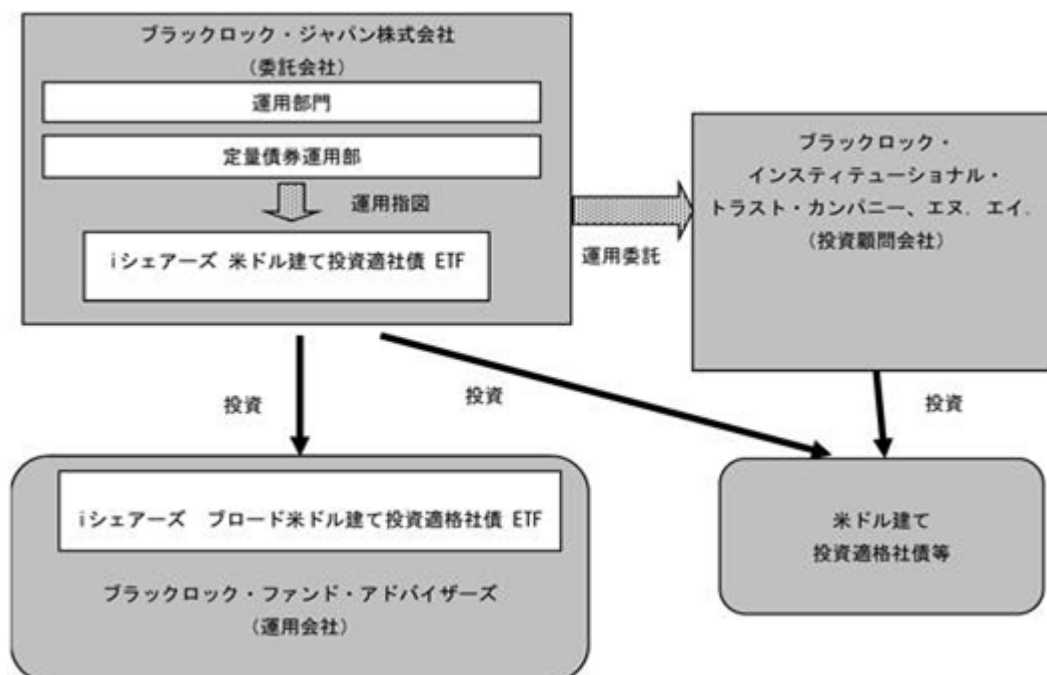 ブラックロック・ジャパン株式会社
（委託会社）
運用部門
定量債券運用部
運用指図
iシェアーズ 米ドル建て投資適社債 ETF
運用委託
ブラックロック・
インスティテューショナル・
トラスト・カンパニー、エヌ．エイ．
（投資顧問会社）
投資
投資
投資
iシェアーズ　ブロード米ドル建て投資適格社債 ETF
ブラックロック・ファンド・アドバイザーズ
（運用会社）
米ドル建て
投資適格社債等